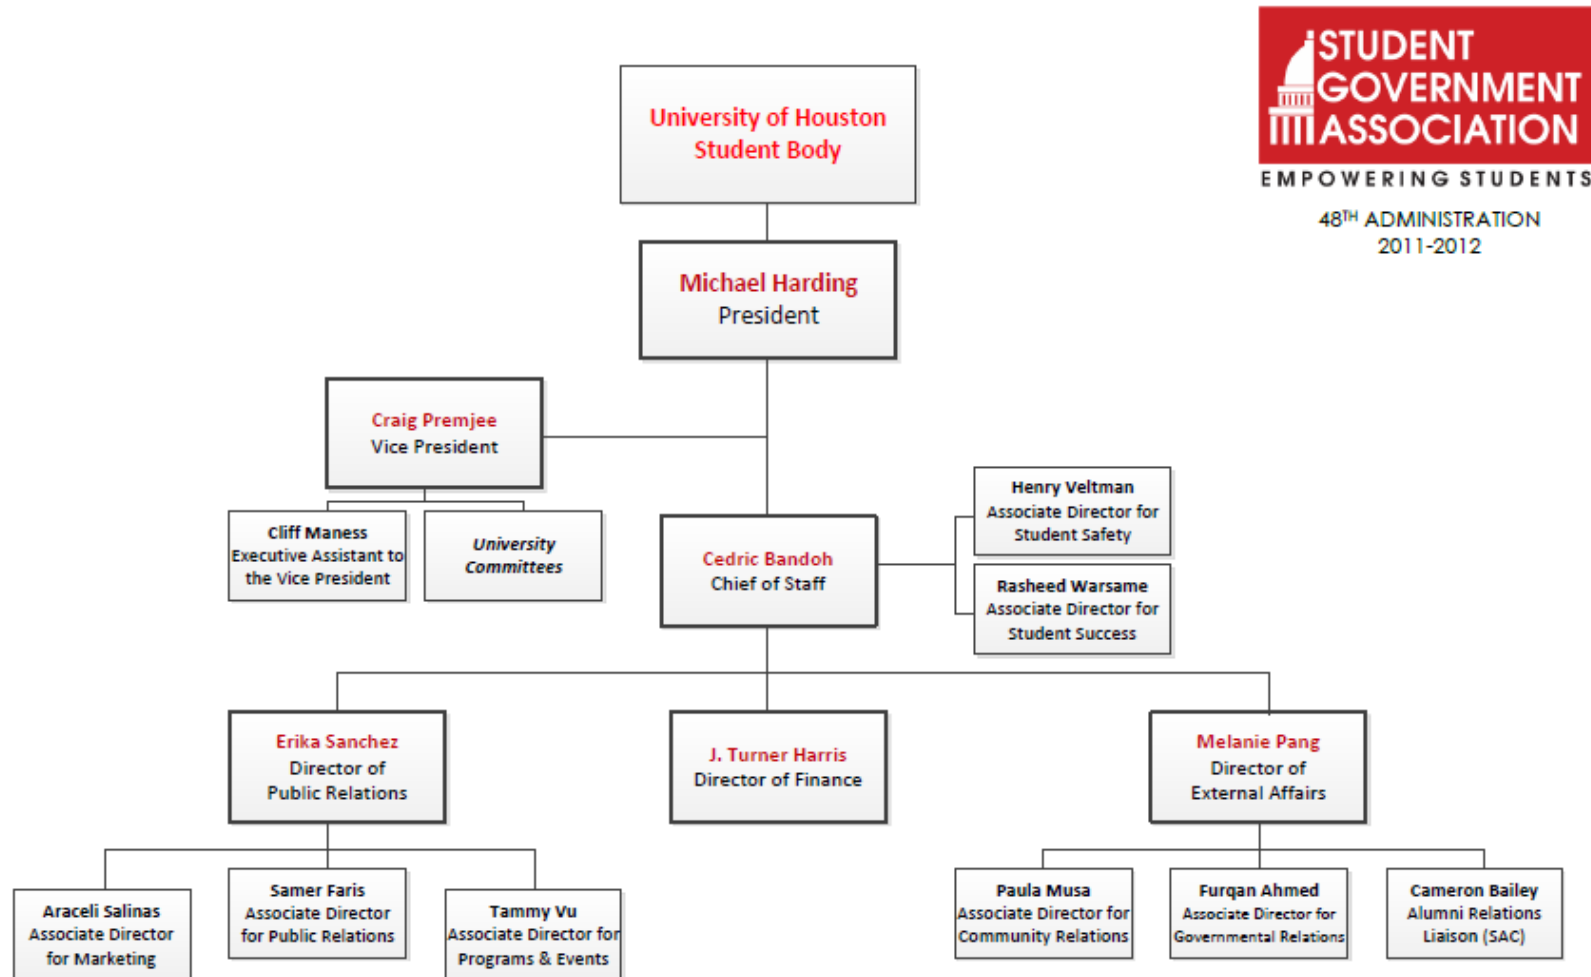 STUDENT
GOVERNMENT
ASSOCIATION
EMPOWERING STUDENTS
48TH ADMINISTRATION
2011-2012
University of Houston
Student Body
Michael Harding
President
Craig Premjee
Vice President
Cliff Maness
Executive Assistant to
the Vice President
University
Committees
Cedric Bandoh
Chief of Staff
Henry Veltman
Associate Director for
Student Safety
Rasheed Warsame
Associate Director for
Student Success
Erika Sanchez
Director of
Public Relations
J. Turner Harris
Director of Finance
Melanie Pang
Director of
External Affairs
Araceli Salinas
Associate Director
for Marketing
Samer Faris
Associate Director
for Public Relations
Tammy Vu
Associate Director for
Programs & Events
Paula Musa
Associate Director for
Community Relations
Furqan Ahmed
Associate Director for
Governmental Relations
Cameron Bailey
Alumni Relations
Liaison (SAC)